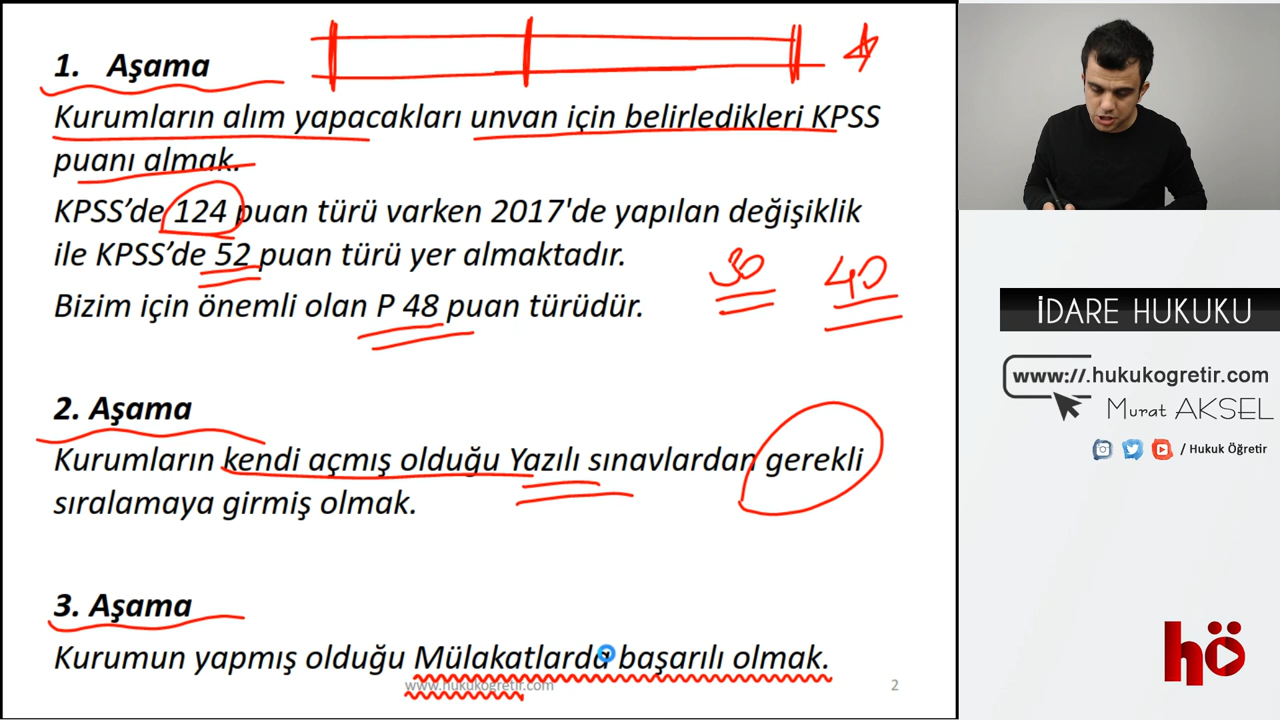 1. Aşama
Kurumların alım yapacakları unvan için belirledikleri KPSS
puanı almak.
KPSS’de 124 puan türü varken 2017'de yapılan değişiklik
ile KPSS’de 52 puan türü yer almaktadır.
30 40
Bizim için önemli olan P 48 puan türüdür.
2. Aşama
Kurumların kendi açmış olduğu Yazılı sınavlardan gerekli
sıralamaya girmiş olmak.
3. Aşama
Kurumun yapmış olduğu Mülakatlarda başarılı olmak.
www.hukukogretir.com
2
İDARE HUKUKU
www://.hukukogretir.com
Murat AKSEL
/ Hukuk Öğretir
hö